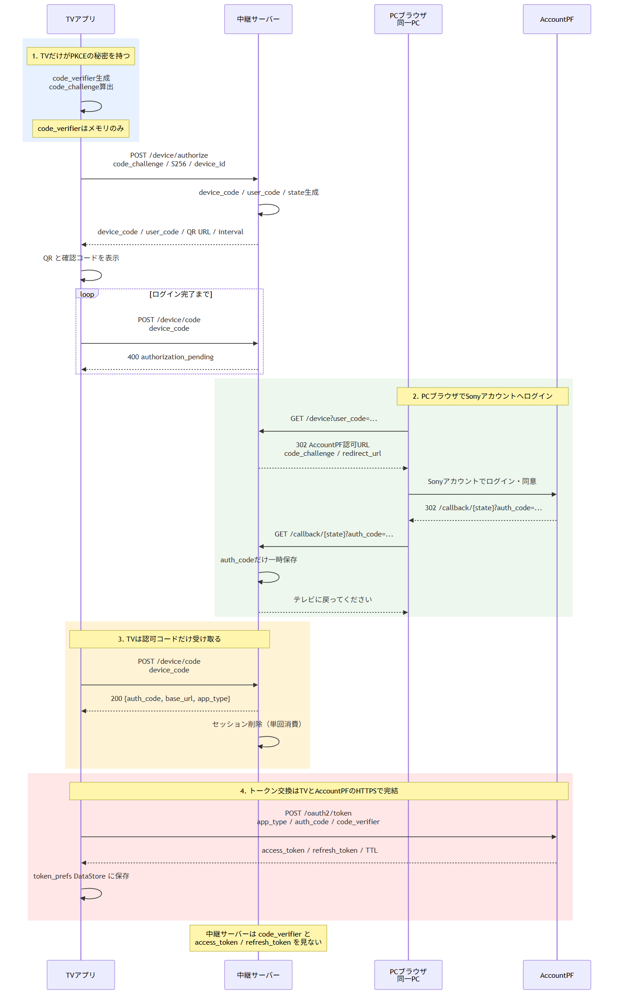 TVアプリ
中継サーバー
PCブラウザ
同一PC
AccountPF
1. TVだけがPKCEの秘密を持つ
code_verifier生成
code_challenge算出
code_verifierはメモリのみ
POST /device/authorize
code_challenge / S256 / device_id
device_code / user_code / state生成
device_code / user_code / QR URL / interval
QR と確認コードを表示
loop
[ログイン完了まで]
POST /device/code
device_code
400 authorization_pending
2. PCブラウザでSonyアカウントへログイン
GET /device?user_code=...
302 AccountPF認可URL
code_challenge / redirect_url
Sonyアカウントでログイン・同意
302 /callback/{state}?auth_code=...
GET /callback/{state}?auth_code=...
auth_codeだけ一時保存
テレビに戻ってください
3. TVは認可コードだけ受け取る
POST /device/code
device_code
200 {auth_code, base_url, app_type}
セッション削除（単回消費）
4. トークン交換はTVとAccountPFのHTTPSで完結
POST /oauth2/token
app_type / auth_code / code_verifier
access_token / refresh_token / TTL
token_prefs DataStore に保存
中継サーバーは code_verifier と
access_token / refresh_token を見ない
TVアプリ
中継サーバー
PCブラウザ
同一PC
AccountPF